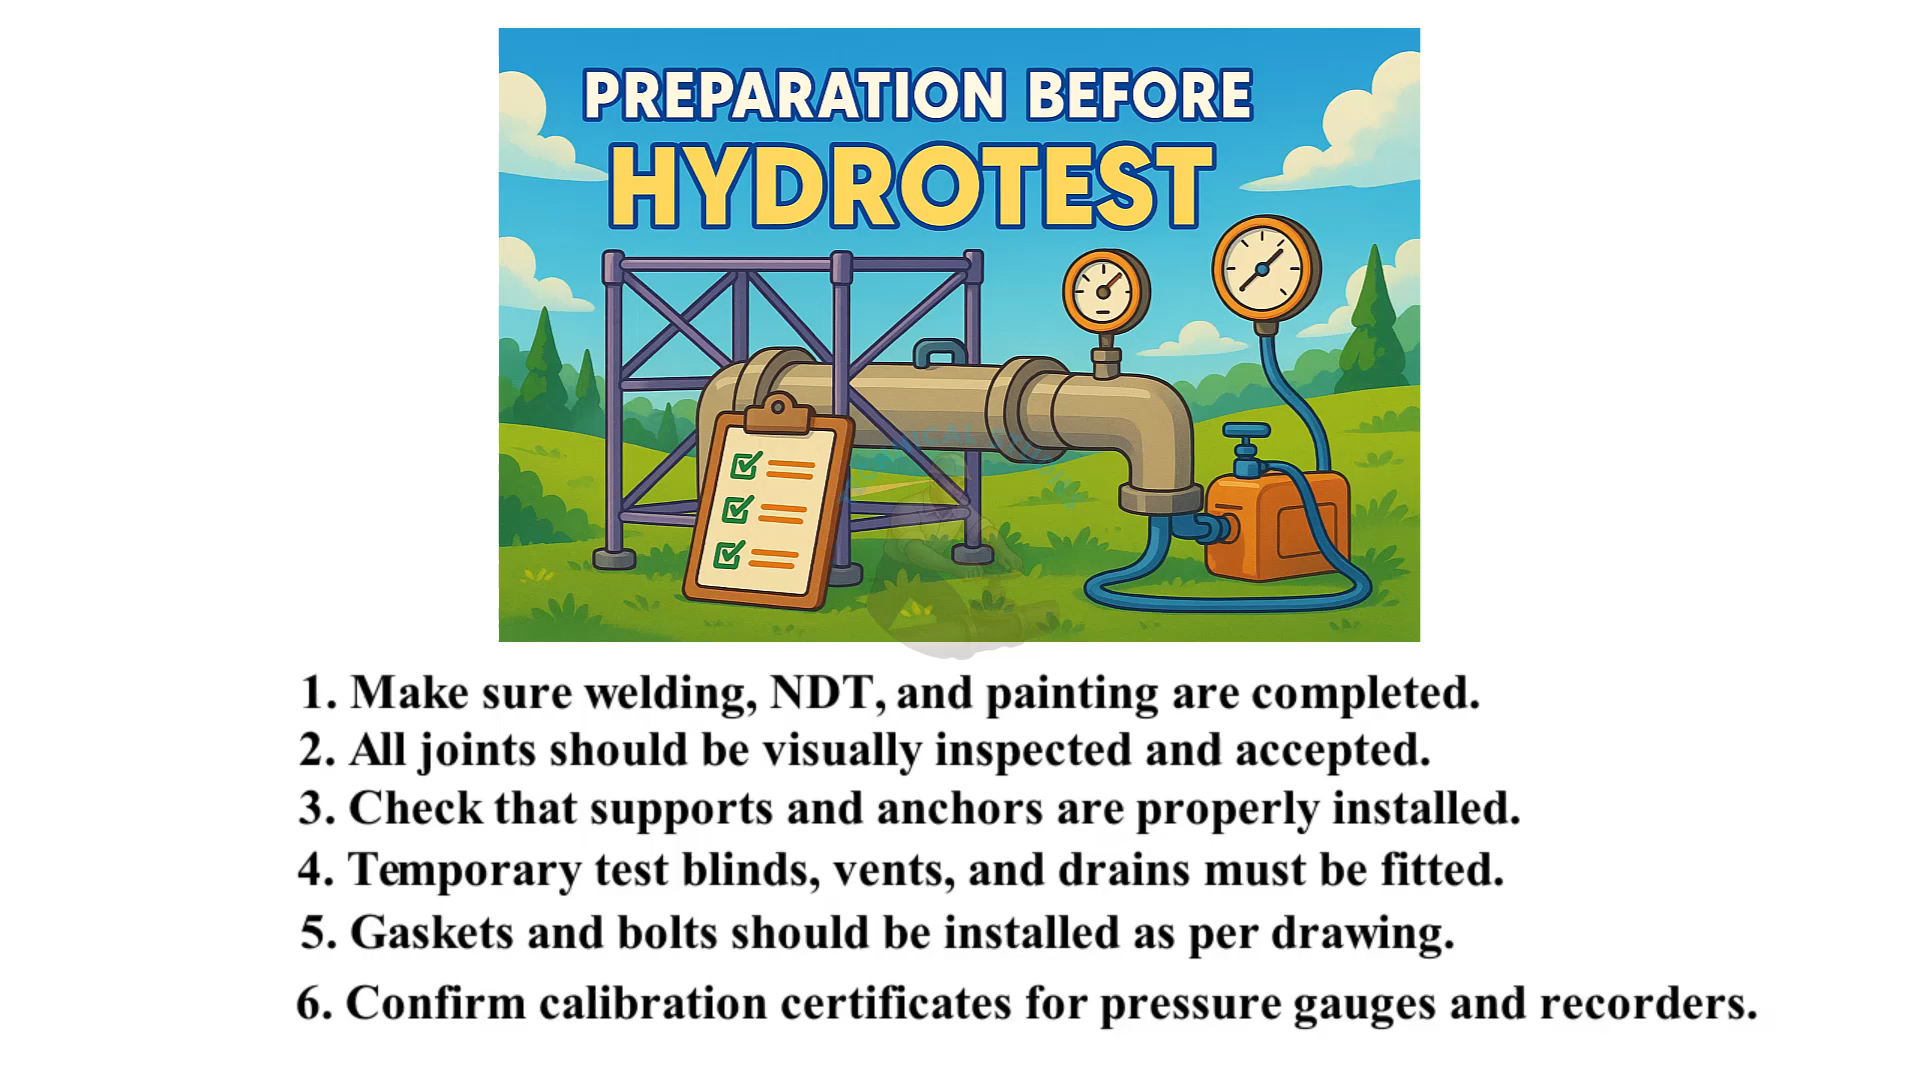 PREPARATION BEFORE
HYDROTEST
1. Make sure welding, NDT, and painting are completed.
2. All joints should be visually inspected and accepted.
3. Check that supports and anchors are properly installed.
4. Temporary test blinds, vents, and drains must be fitted.
5. Gaskets and bolts should be installed as per drawing.
6. Confirm calibration certificates for pressure gauges and recorders.